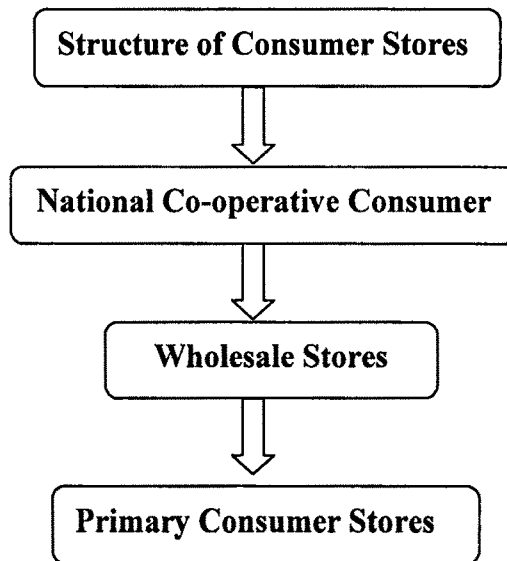 Structure of Consumer Stores
National Co-operative Consumer
Wholesale Stores
Primary Consumer Stores